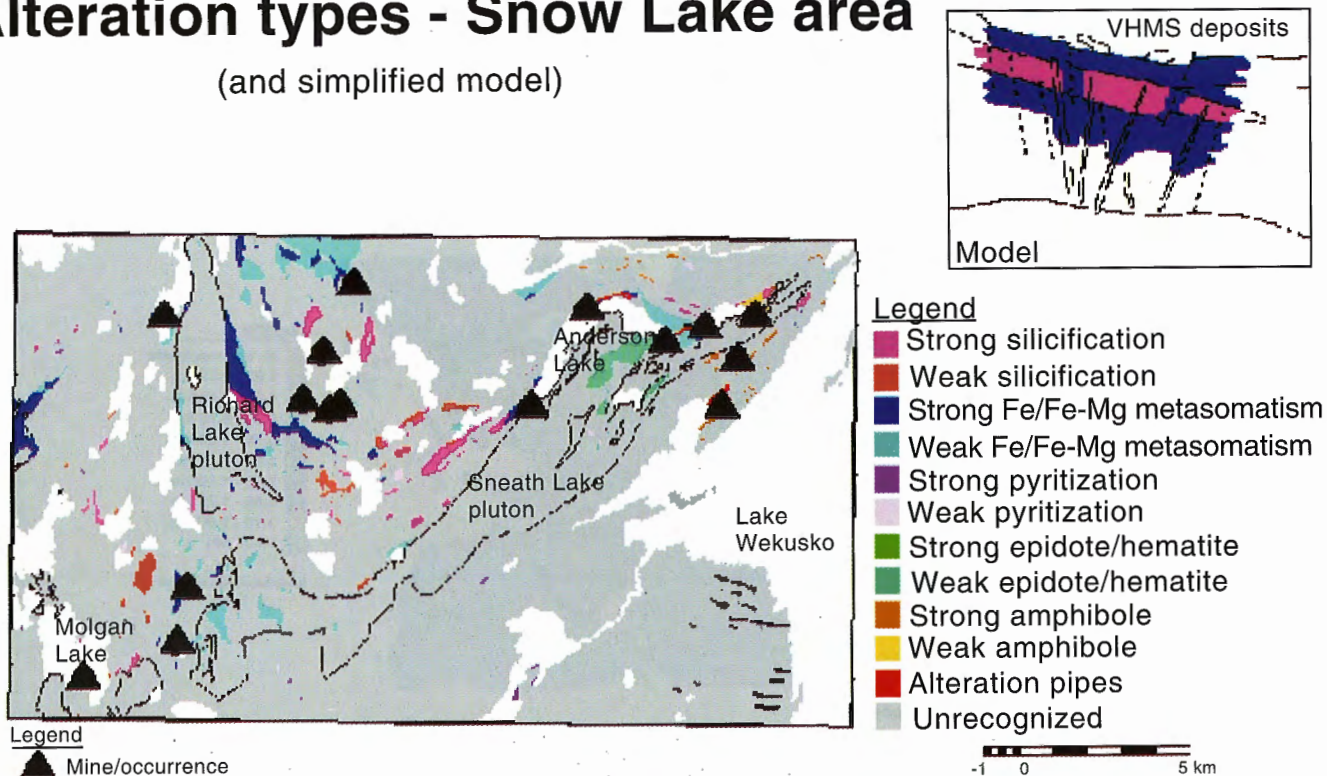 Alteration types - Snow Lake area
(and simplified model)
VHMS deposits
Model
Anderson
Lake
Richard
Lake
pluton
Sneath Lake
pluton
Lake
Wekusko
Molgan
Lake
Legend
Mine/occurrence
Legend
Strong silicification
Weak silicification
Strong Fe/Fe-Mg metasomatism
Weak Fe/Fe-Mg metasomatism
Strong pyritization
Weak pyritization
Strong epidote/hematite
Weak epidote/hematite
Strong amphibole
Weak amphibole
Alteration pipes
Unrecognized
-1 0 5 km